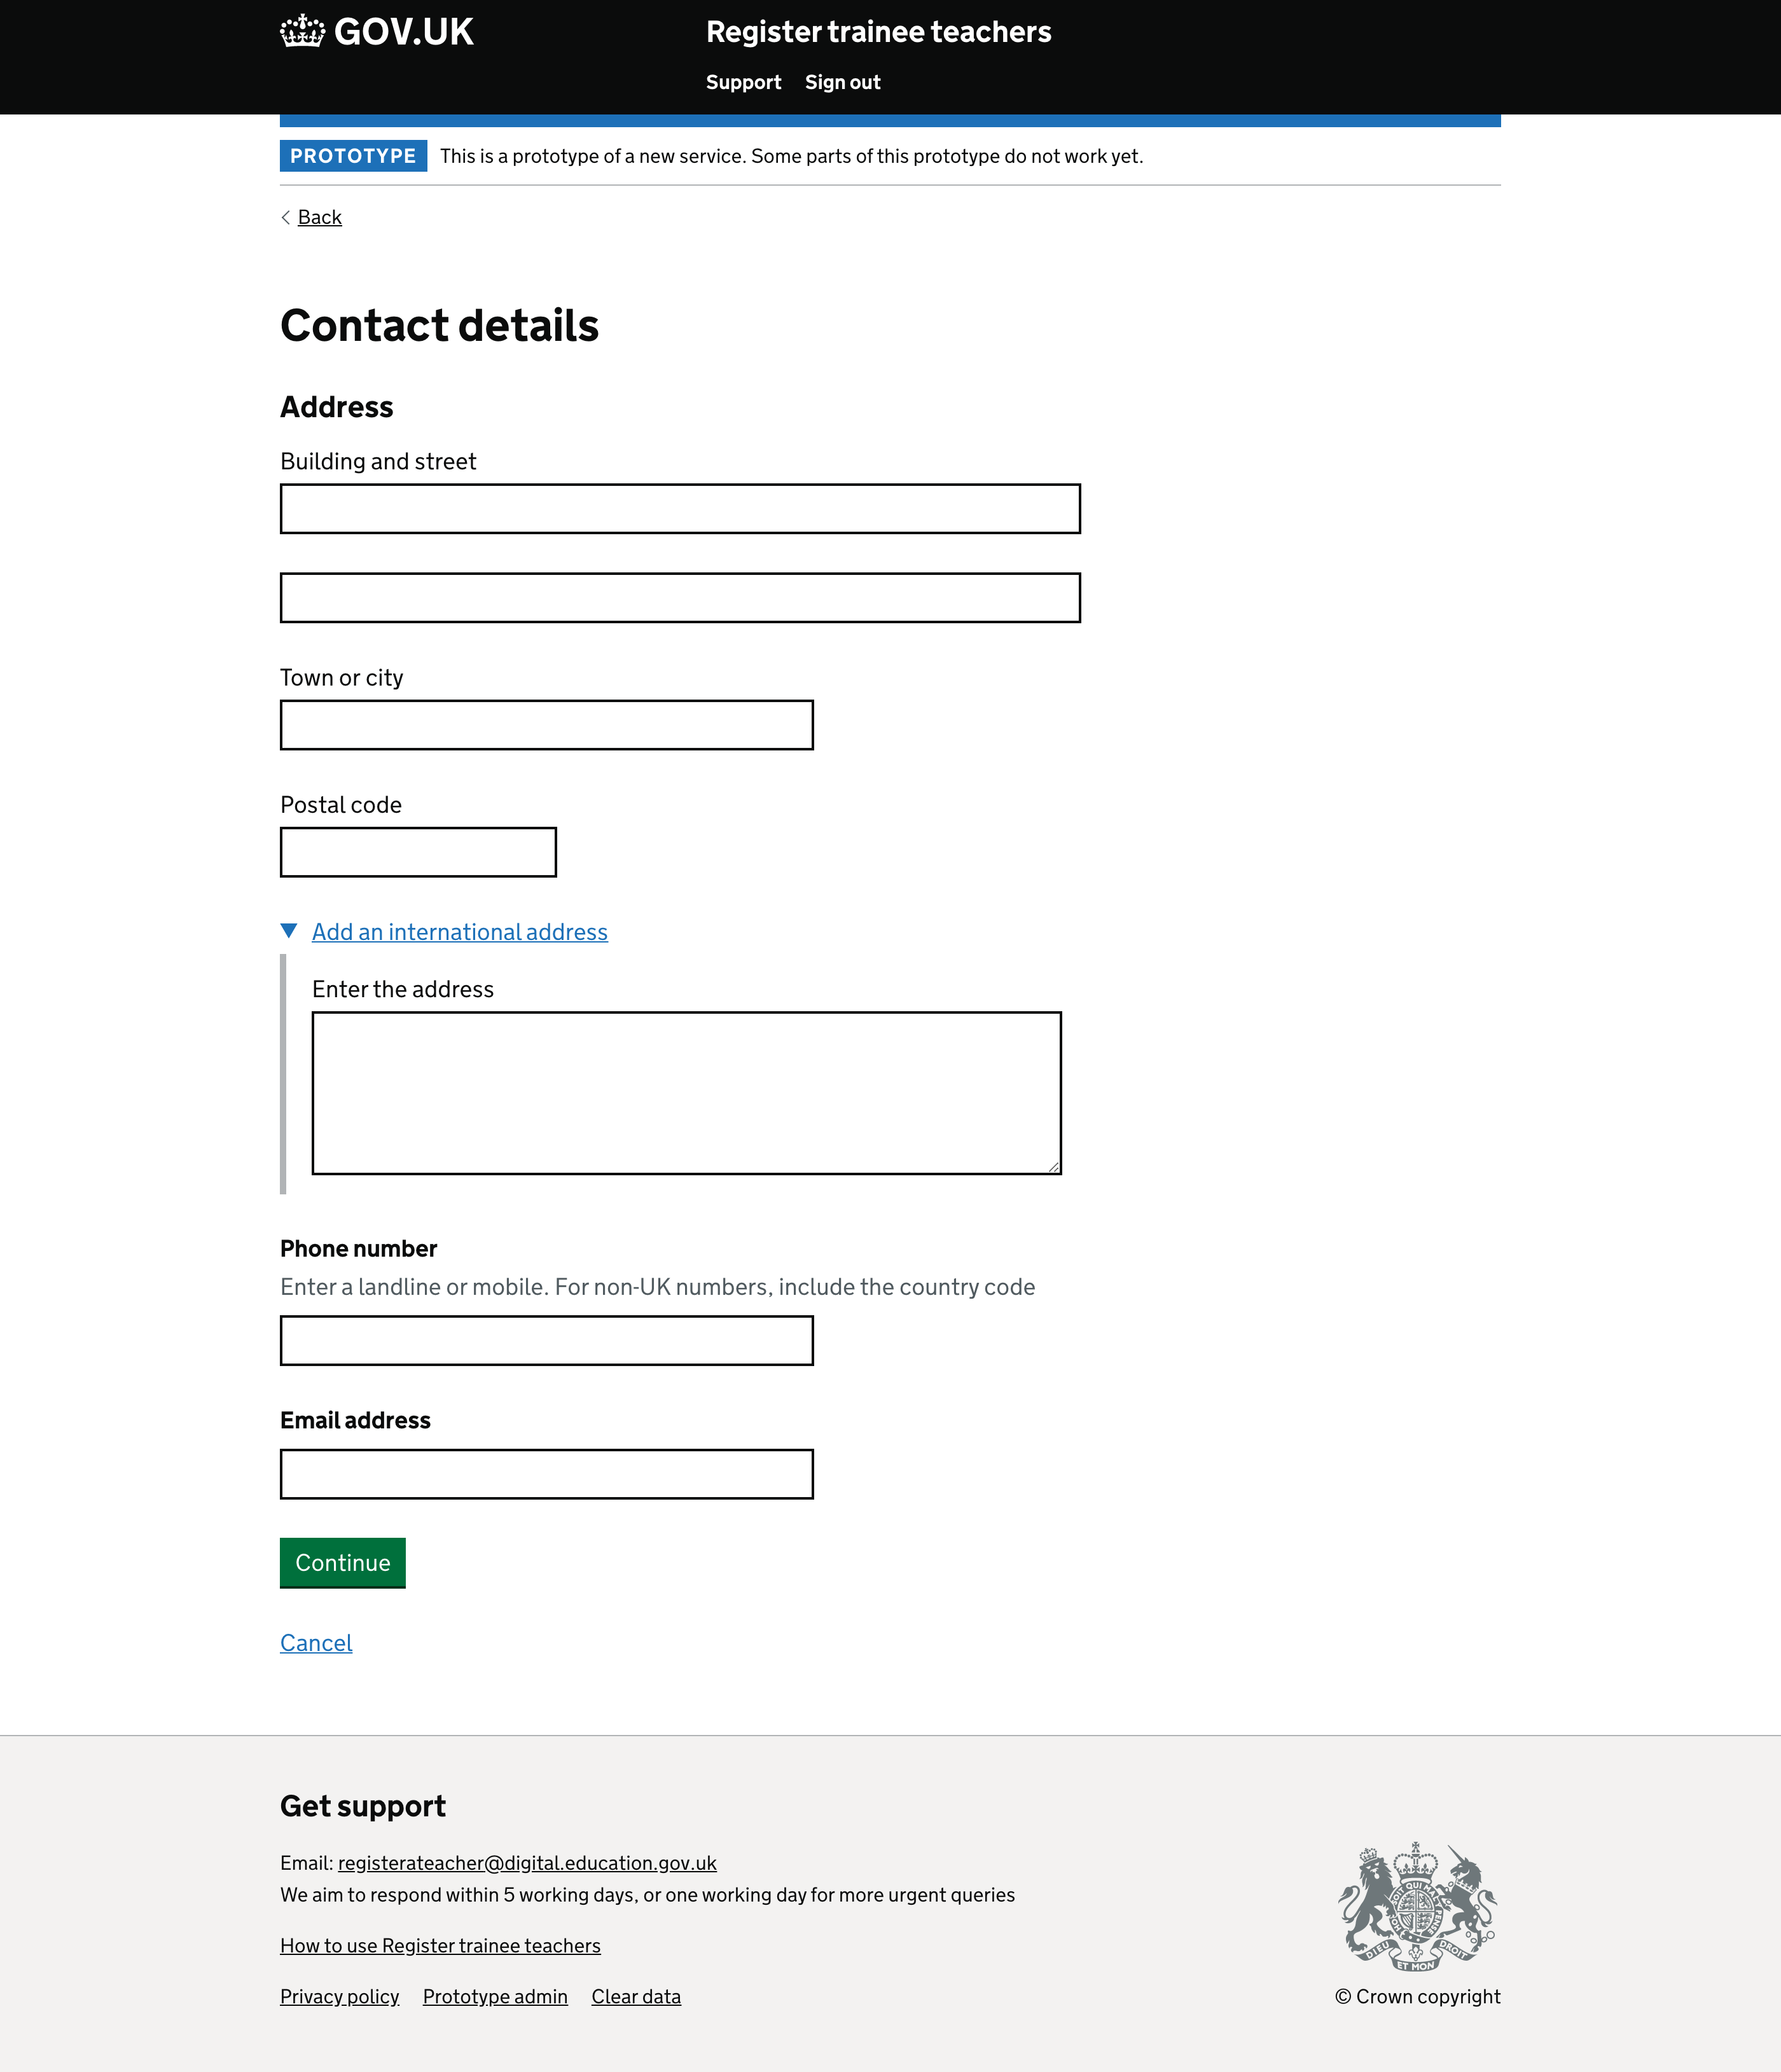 GOV.UK
Register trainee teachers
Support Sign out
PROTOTYPE This is a prototype of a new service. Some parts of this prototype do not work yet.
Back
Contact details
Address
Building and street
Town or city
Postal code
Add an international address
Enter the address
Phone number
Enter a landline or mobile. For non-UK numbers, include the country code
Email address
Continue
Cancel
Get support
Email: registerateacher@digital.education.gov.uk
We aim to respond within 5 working days, or one working day for more urgent queries
How to use Register trainee teachers
Privacy policy Prototype admin Clear data
DIEU ET MON DROIT
© Crown copyright